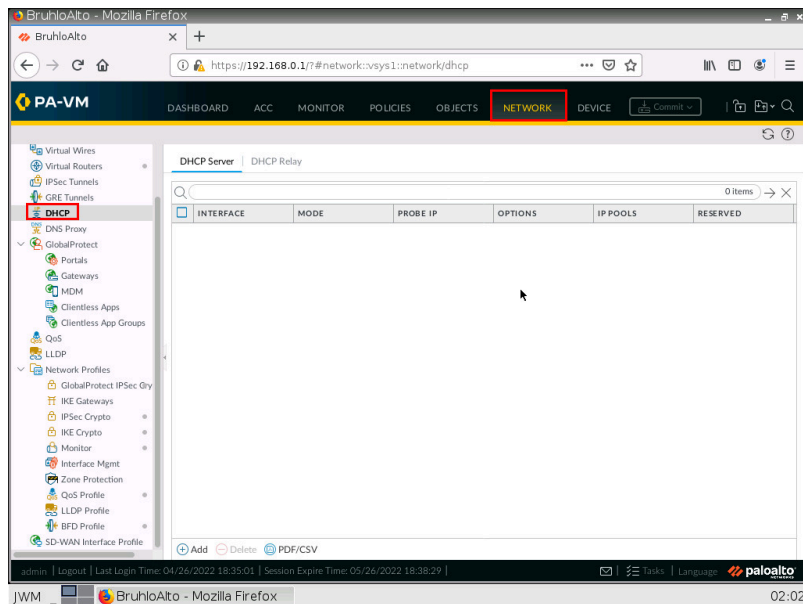 BruhloAlto - Mozilla Firefox
BruhloAlto
https://192.168.0.1/?#network::vsys1::network/dhcp
PA-VM
DASHBOARD ACC MONITOR POLICIES OBJECTS NETWORK DEVICE Commit
Virtual Wires
Virtual Routers
IPSec Tunnels
GRE Tunnels
DHCP
DNS Proxy
GlobalProtect
Portals
Gateways
MDM
Clientless Apps
Clientless App Groups
QoS
LLDP
Network Profiles
GlobalProtect IPSec Cry
IKE Gateways
IPSec Crypto
IKE Crypto
Monitor
Interface Mgmt
Zone Protection
QoS Profile
LLDP Profile
BFD Profile
SD-WAN Interface Profile
DHCP Server DHCP Relay
0 items
INTERFACE MODE PROBE IP OPTIONS IP POOLS RESERVED
Add Delete PDF/CSV
admin | Logout | Last Login Time: 04/26/2022 18:35:01 | Session Expire Time: 05/26/2022 18:38:29 | Tasks | Language paloalto NETWORKS
JWM BruhloAlto - Mozilla Firefox 02:02